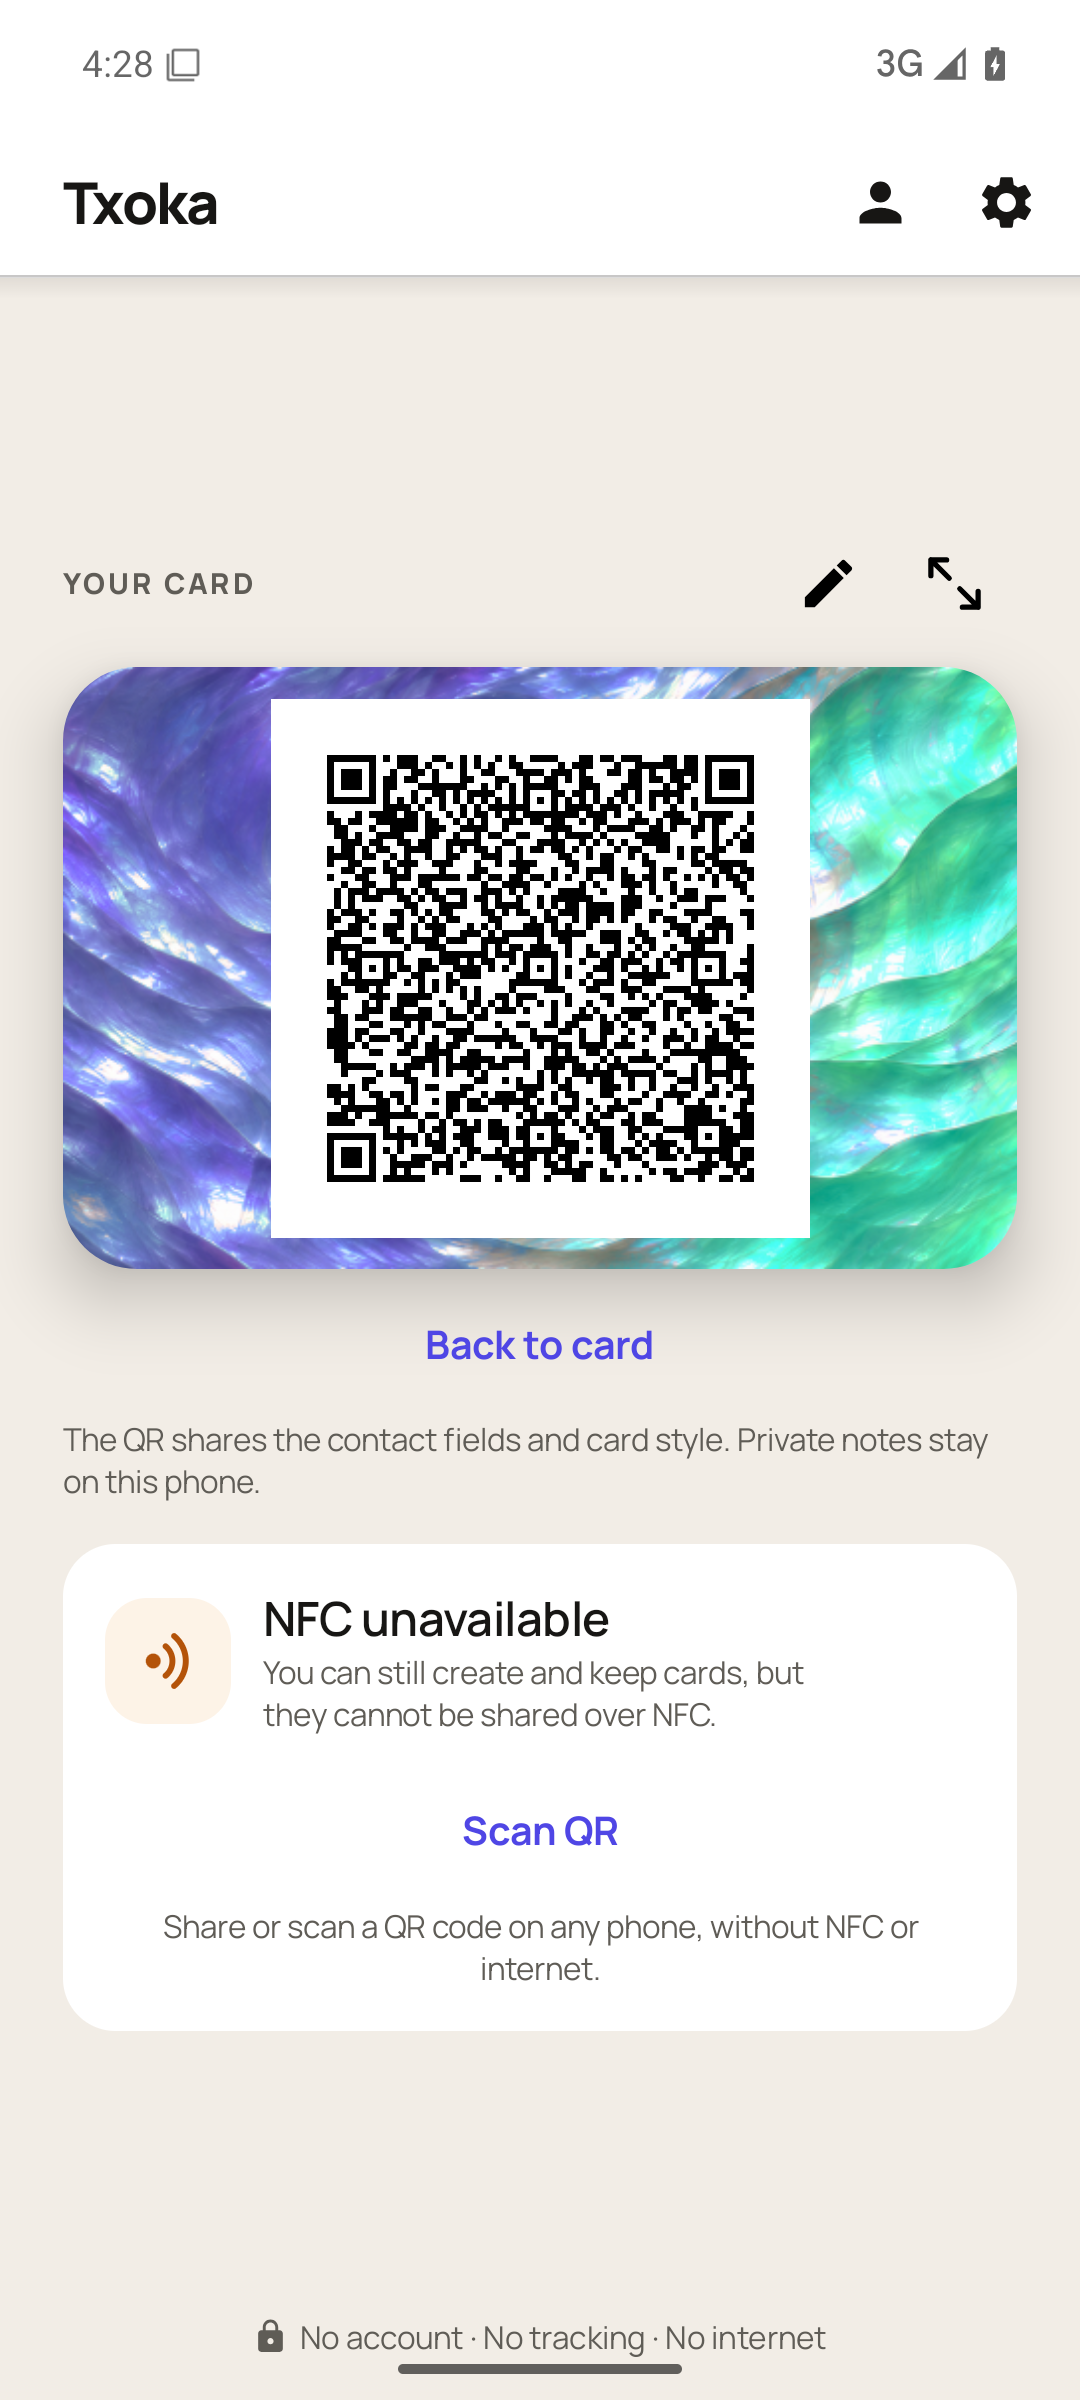 4:28
3G
Txoka
YOUR CARD
Back to card
The QR shares the contact fields and card style. Private notes stay
on this phone.
NFC unavailable
You can still create and keep cards, but
they cannot be shared over NFC.
Scan QR
Share or scan a QR code on any phone, without NFC or
internet.
No account · No tracking · No internet